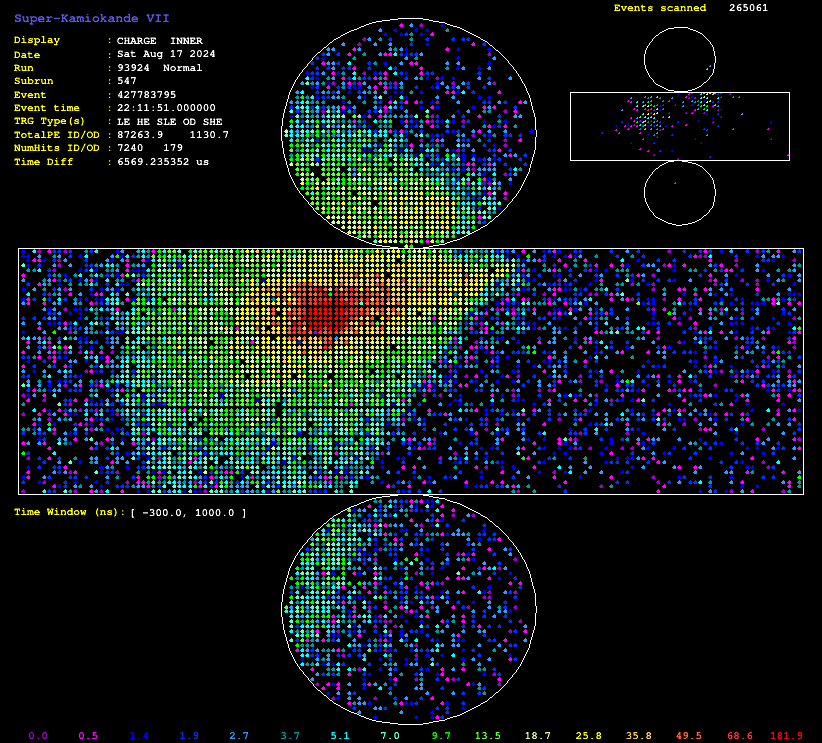 Super-Kamiokande VII
Events scanned 265061
Display : CHARGE INNER
Date : Sat Aug 17 2024
Run : 93924 Normal
Subrun : 547
Event : 427783795
Event time : 22:11:51.000000
TRG Type(s) : LE HE SLE OD SHE
TotalPE ID/OD : 87263.9 1130.7
NumHits ID/OD : 7240 179
Time Diff : 6569.235352 us
Time Window (ns): [ -300.0, 1000.0 ]
0.0 0.5 1.4 1.9 2.7 3.7 5.1 7.0 9.7 13.5 18.7 25.8 35.8 49.5 68.6 181.9